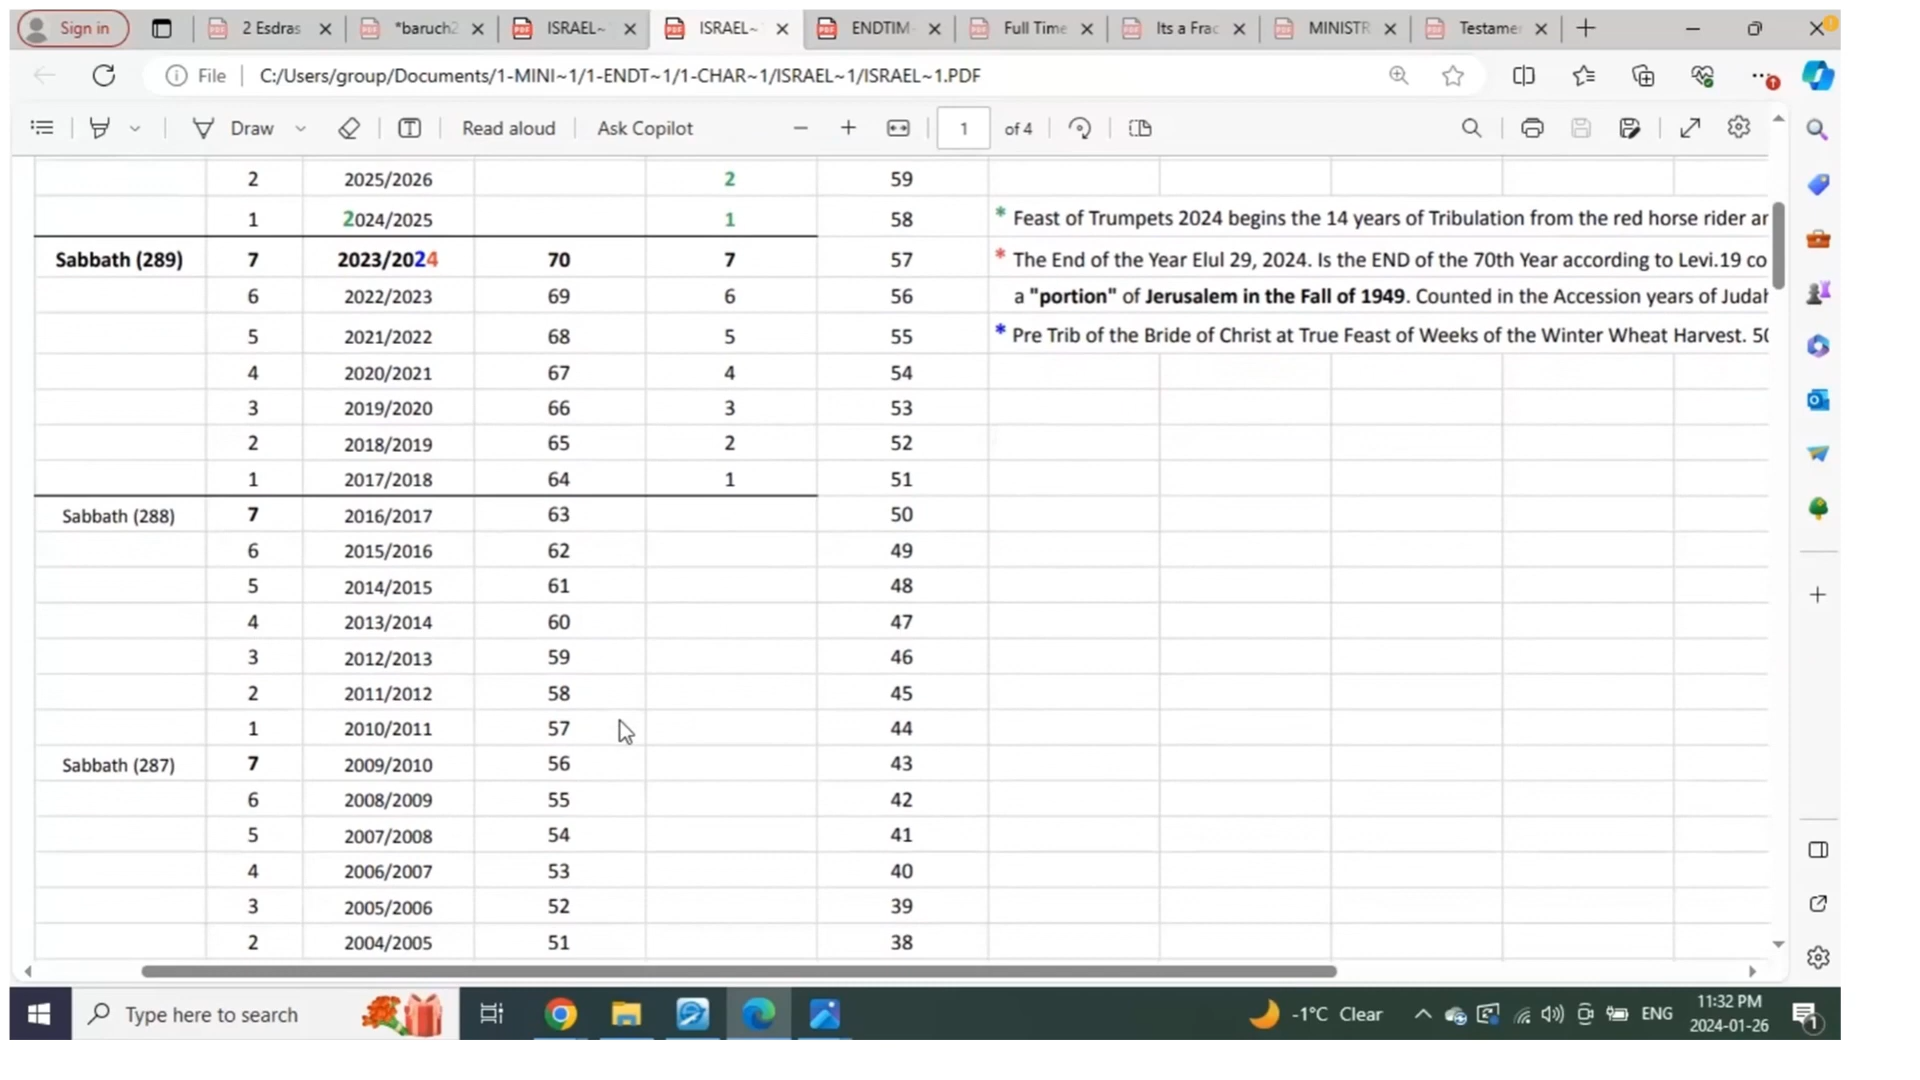 Sign in 2 Esdras *baruch2 ISRAEL~ ISRAEL~ ENDTIM Full Time Its a Frac MINISTR Testame
File C:/Users/group/Documents/1-MINI~1/1-ENDT~1/1-CHAR~1/ISRAEL~1/ISRAEL~1.PDF
Draw Read aloud Ask Copilot 1 of 4
2 2025/2026 2 59
1 2024/2025 1 58 * Feast of Trumpets 2024 begins the 14 years of Tribulation from the red horse rider ar
Sabbath (289) 7 2023/2024 70 7 57 * The End of the Year Elul 29, 2024. Is the END of the 70th Year according to Levi.19 co
6 2022/2023 69 6 56 a "portion" of Jerusalem in the Fall of 1949. Counted in the Accession years of Judah
5 2021/2022 68 5 55 * Pre Trib of the Bride of Christ at True Feast of Weeks of the Winter Wheat Harvest. 50
4 2020/2021 67 4 54
3 2019/2020 66 3 53
2 2018/2019 65 2 52
1 2017/2018 64 1 51
Sabbath (288) 7 2016/2017 63 50
6 2015/2016 62 49
5 2014/2015 61 48
4 2013/2014 60 47
3 2012/2013 59 46
2 2011/2012 58 45
1 2010/2011 57 44
Sabbath (287) 7 2009/2010 56 43
6 2008/2009 55 42
5 2007/2008 54 41
4 2006/2007 53 40
3 2005/2006 52 39
2 2004/2005 51 38
Type here to search -1°C Clear ENG 11:32 PM 1
2024-01-26